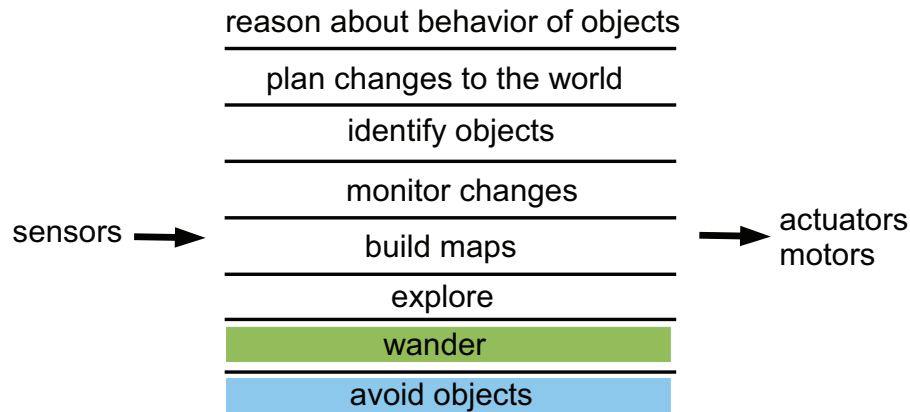 reason about behavior of objects
plan changes to the world
identify objects
monitor changes
sensors
actuators
motors
build maps
explore
wander
avoid objects